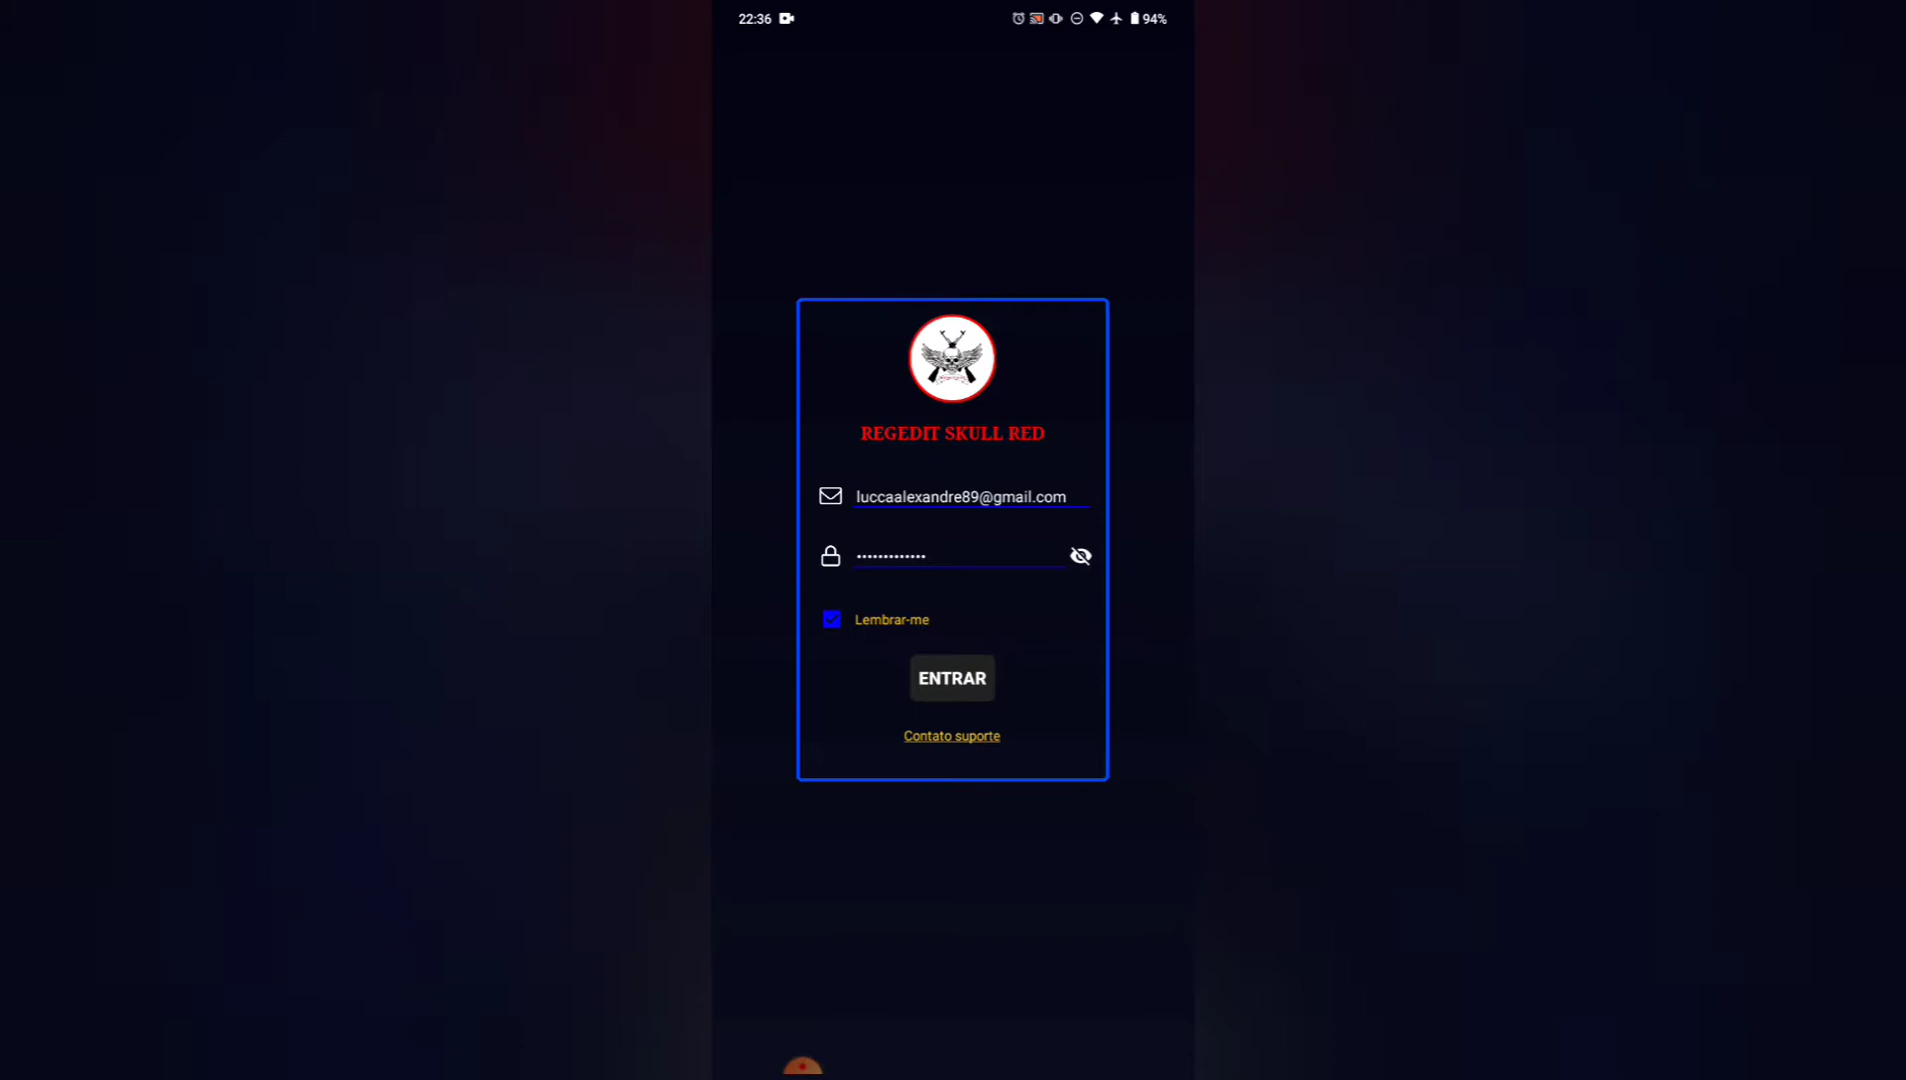 22:36
94%
REGEDIT SKULL RED
luccaalexandre89@gmail.com
•••••••••••••
Lembrar-me
ENTRAR
Contato suporte